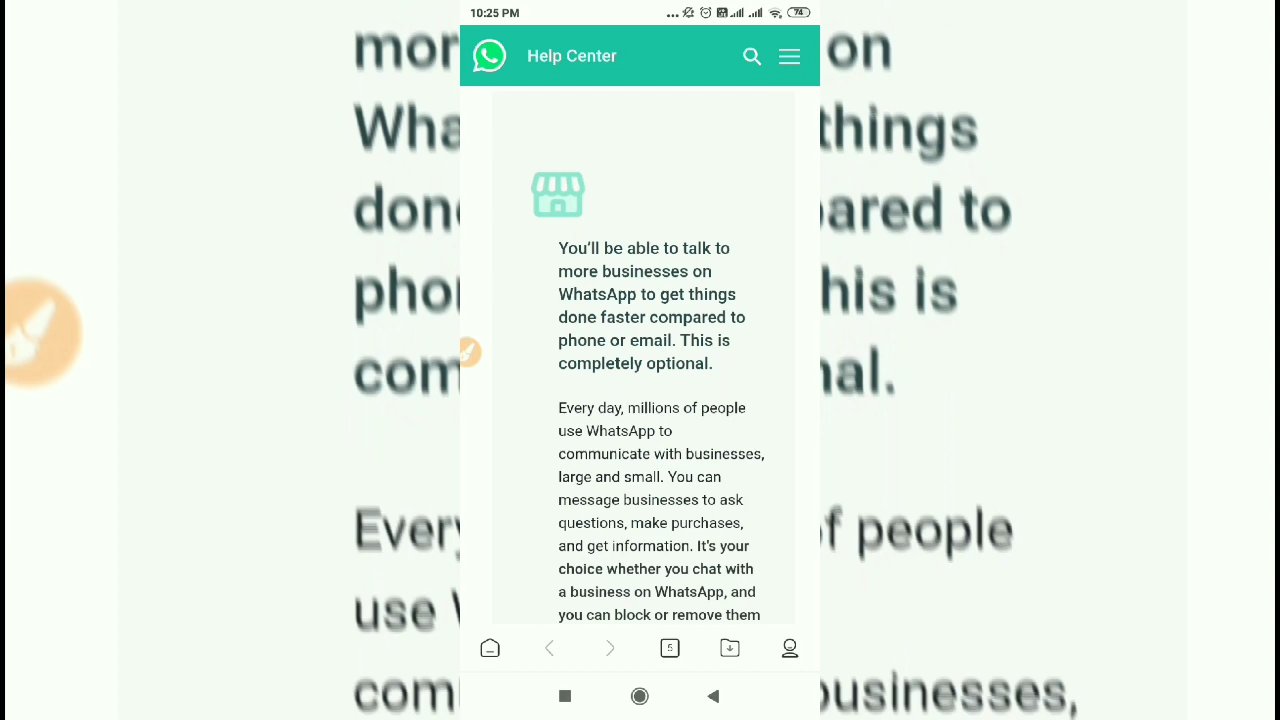 10:25 PM
74
Help Center
You'll be able to talk to
more businesses on
WhatsApp to get things
done faster compared to
phone or email. This is
completely optional.
Every day, millions of people
use WhatsApp to
communicate with businesses,
large and small. You can
message businesses to ask
questions, make purchases,
and get information. It's your
choice whether you chat with
a business on WhatsApp, and
you can block or remove them
5